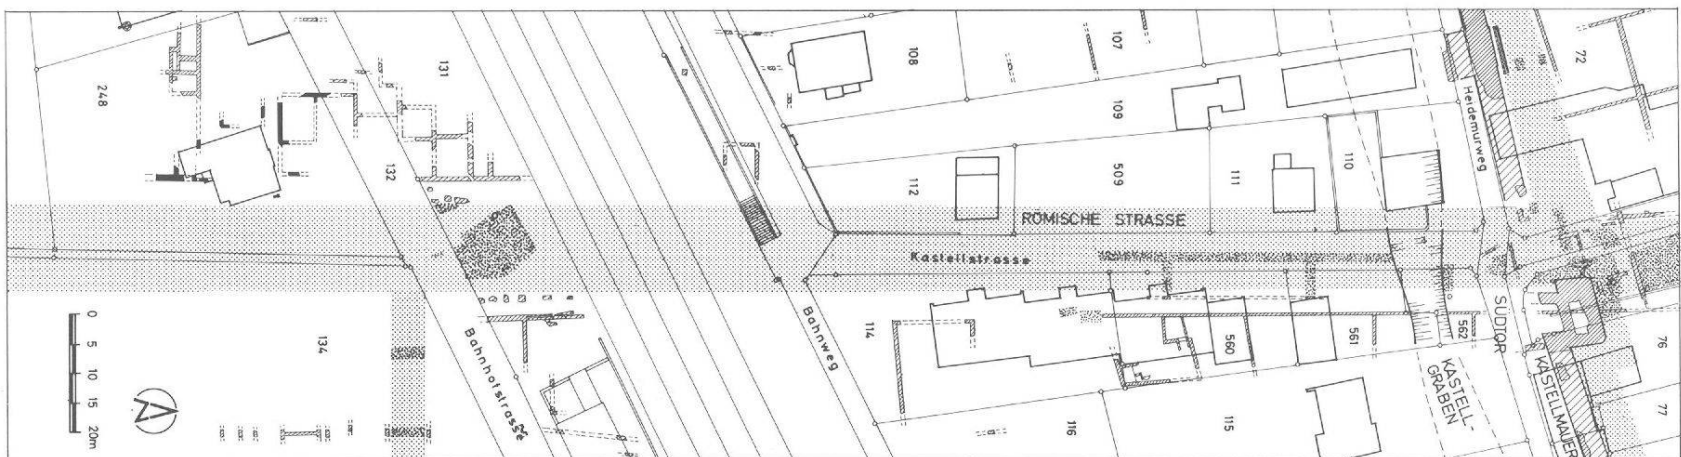 248
131
132
134
0
5
10
15
20m
N
Bahnhofstrasse
Bahnweg
108
107
109
112
509
111
110
Heidemurweg
72
RÖMISCHE STRASSE
Kastellstrasse
114
560
561
562
SÜDTOR
KASTELL-
GRABEN
KASTELLMAUER
116
115
76
77